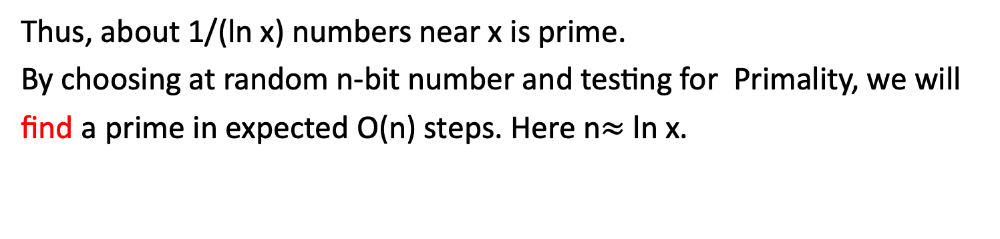 Thus, about 1/(ln x) numbers near x is prime.
By choosing at random n-bit number and testing for  Primality, we will
find a prime in expected O(n) steps. Here n≈ ln x.